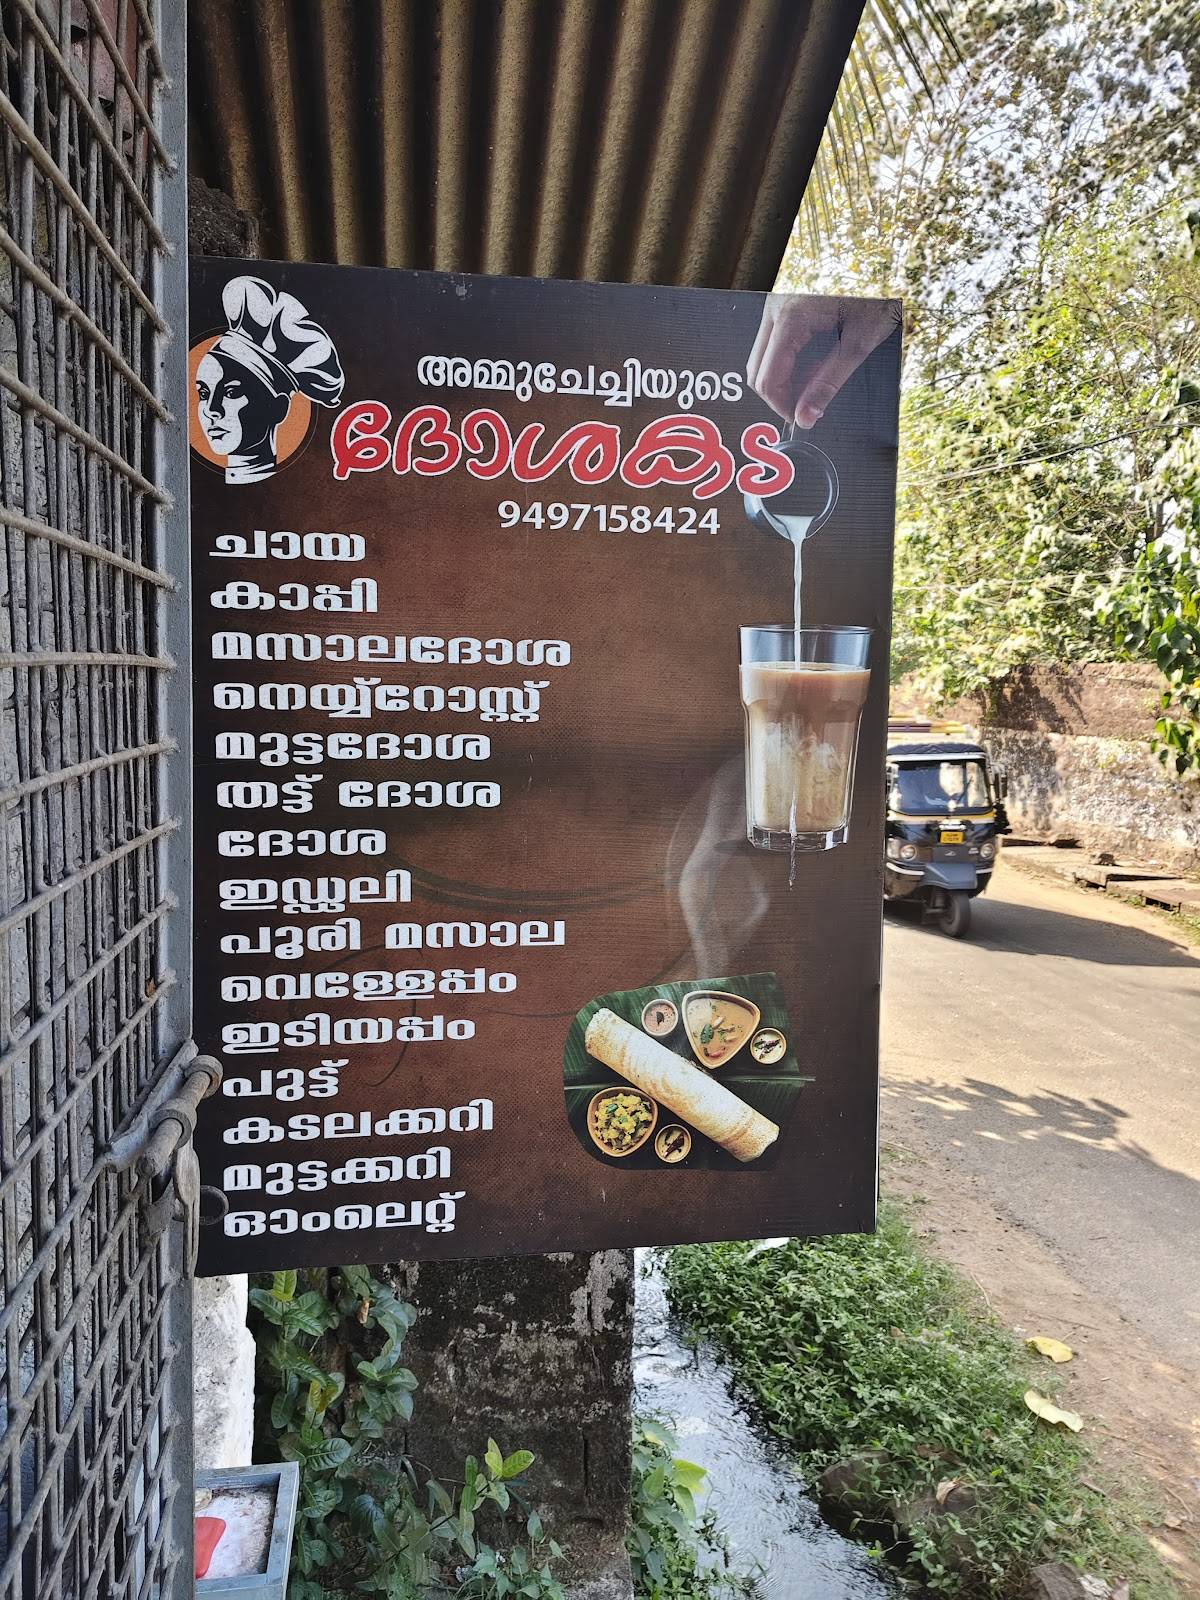 അമ്മുചേച്ചിയുടെ
ദോശകട
9497158424
ചായ
കാപ്പി
മസാലദോശ
നെയ്യ്റോസ്റ്റ്
മുട്ടദോശ
തട്ട് ദോശ
ദോശ
ഇഡ്ഡലി
പൂരി മസാല
വെള്ളേപ്പം
ഇടിയപ്പം
പുട്ട്
കടലക്കറി
മുട്ടക്കറി
ഓംലെറ്റ്